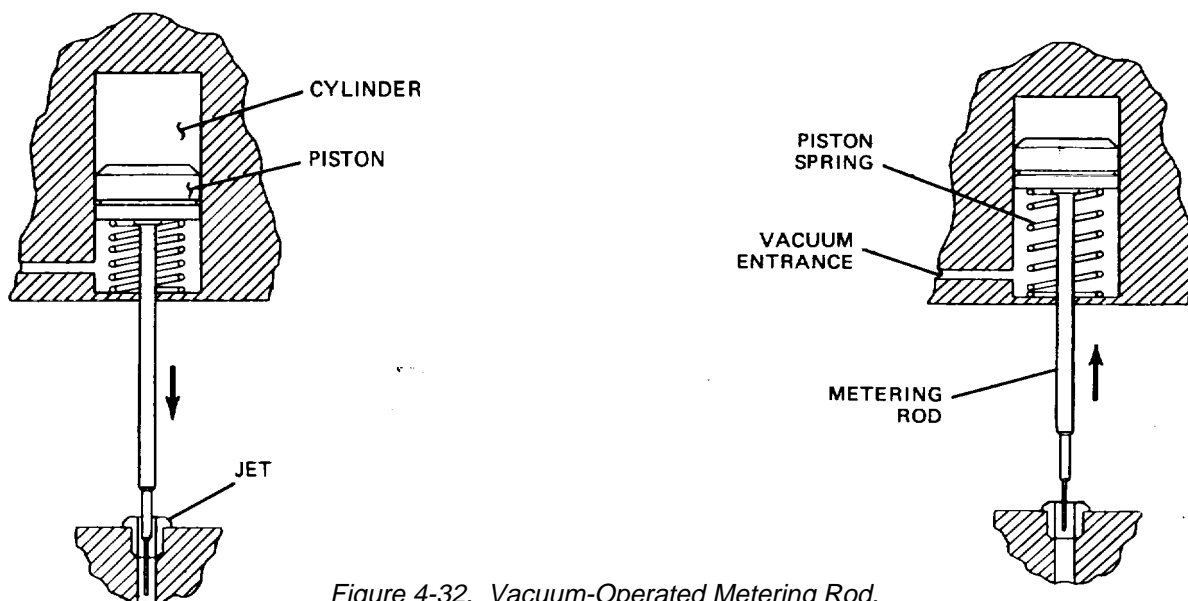 CYLINDER
PISTON
JET
PISTON
SPRING
VACUUM
ENTRANCE
METERING
ROD
Figure 4-32. Vacuum-Operated Metering Rod.